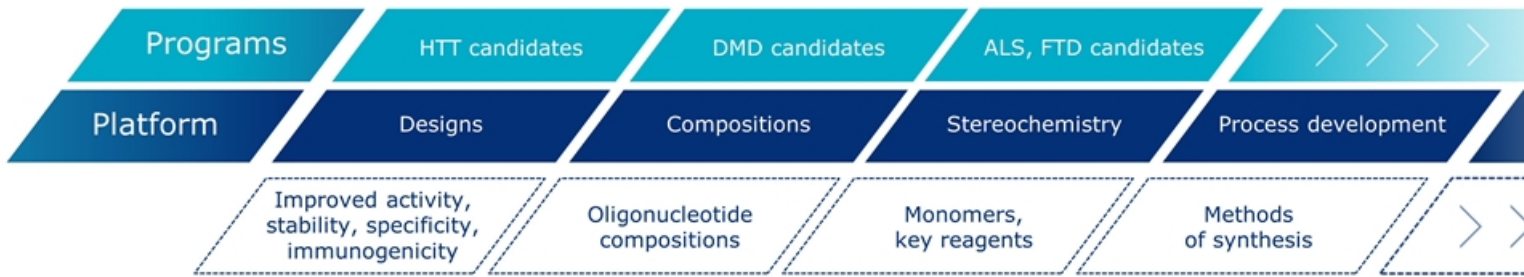 Programs
HTT candidates
DMD candidates
ALS, FTD candidates
Platform
Designs
Compositions
Stereochemistry
Process development
Improved activity,
stability, specificity,
immunogenicity
Oligonucleotide
compositions
Monomers,
key reagents
Methods
of synthesis